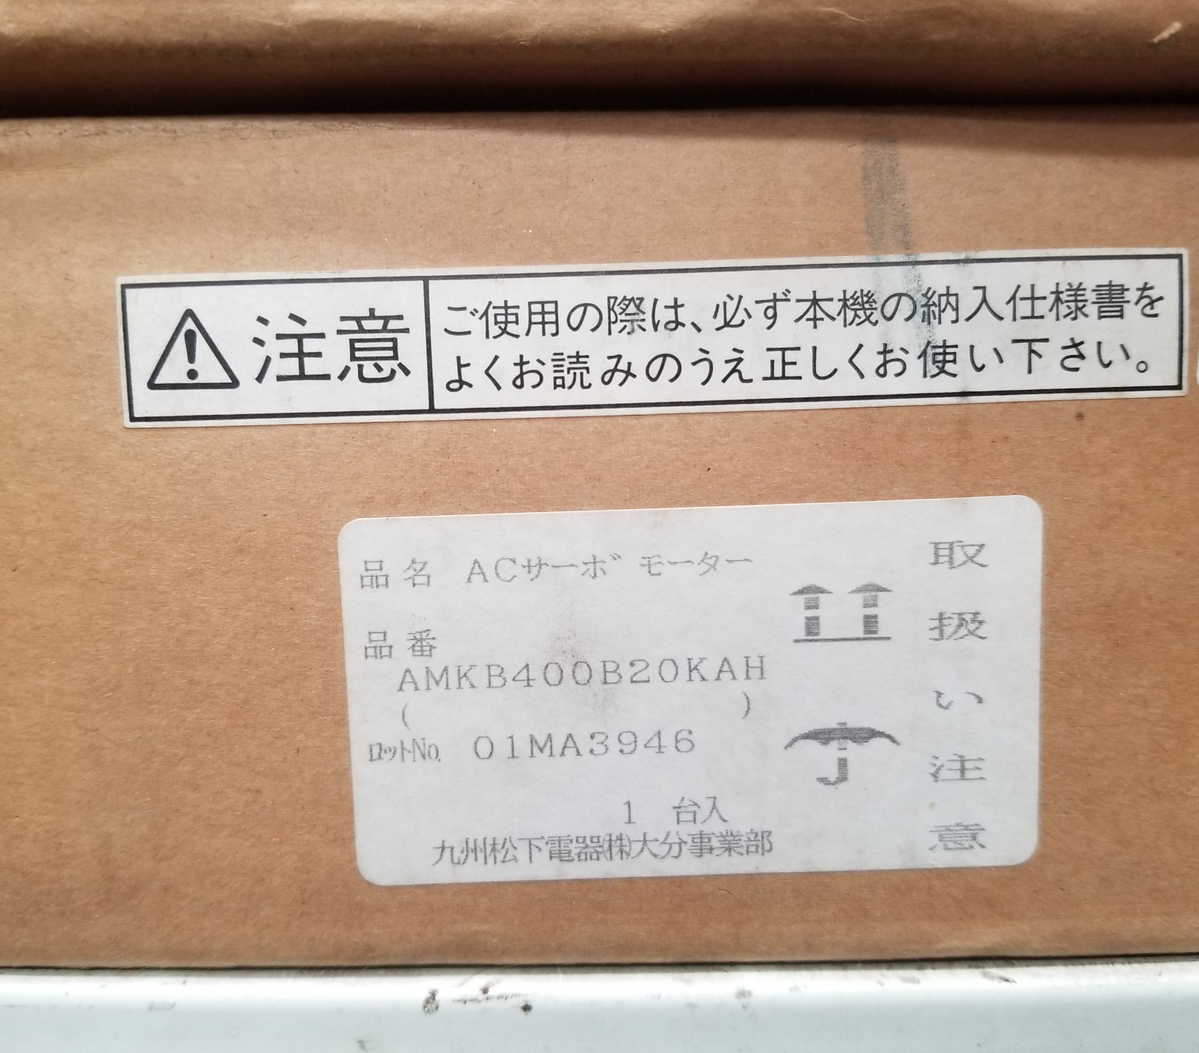 注意
ご使用の際は、必ず本機の納入仕様書を
よくお読みのうえ正しくお使い下さい。
品名 ACサーボモーター
品番
AMKB400B20KAH
( )
ロットNo. 01MA3946
1 台入
九州松下電器㈱大分事業部
取扱い注意